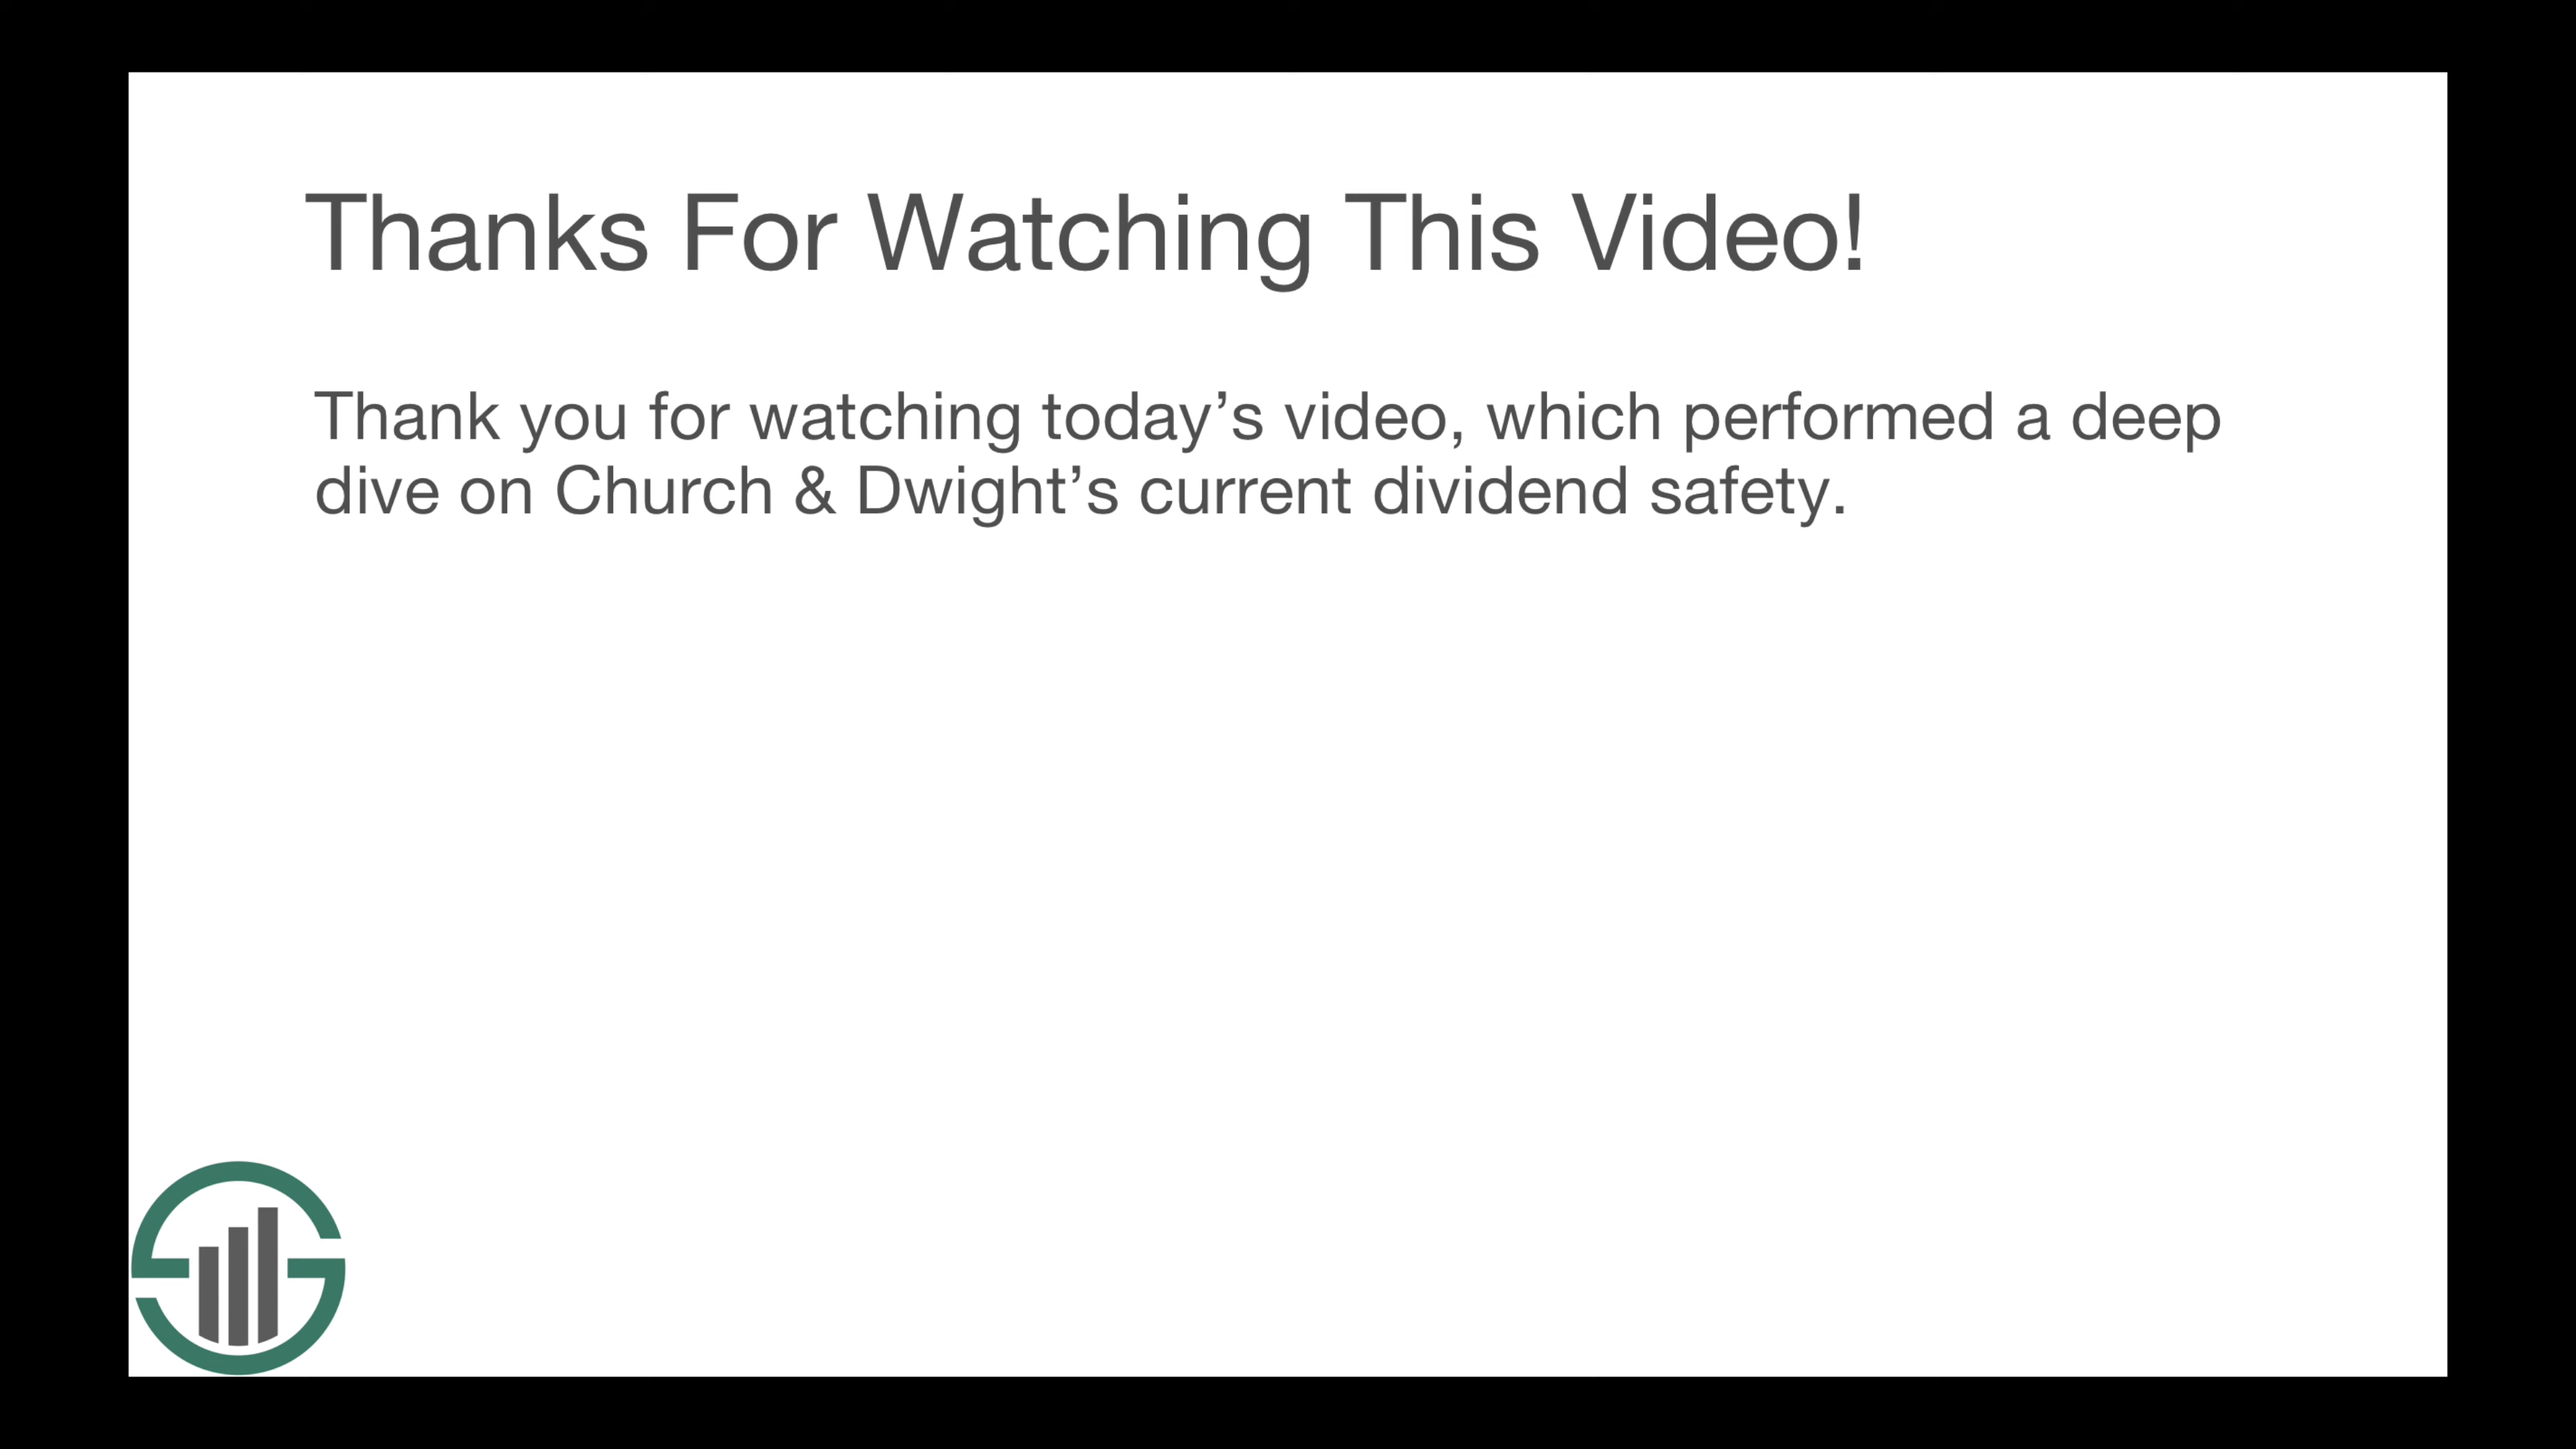 Thanks For Watching This Video!
Thank you for watching today’s video, which performed a deep
dive on Church & Dwight’s current dividend safety.